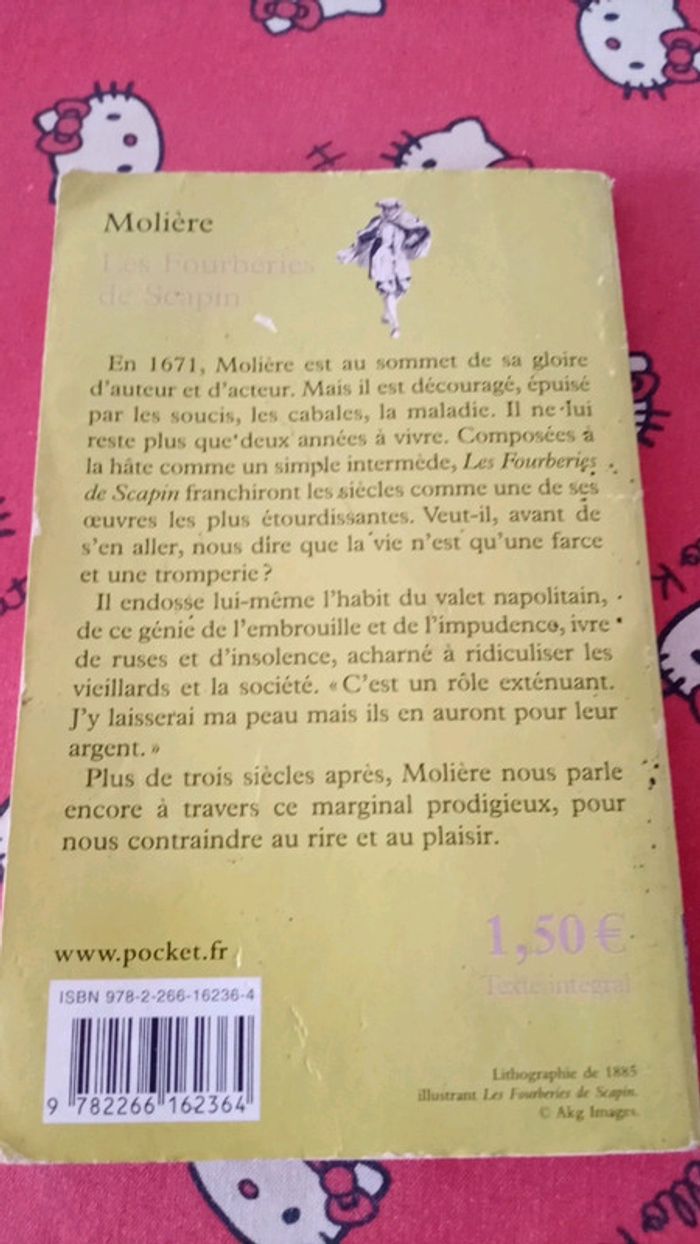 Molière
Les Fourberies
de Scapin
En 1671, Molière est au sommet de sa gloire
d'auteur et d'acteur. Mais il est découragé, épuisé
par les soucis, les cabales, la maladie. Il ne lui
reste plus que deux années à vivre. Composées à
la hâte comme un simple intermède, Les Fourberies
de Scapin franchiront les siècles comme une de ses
œuvres les plus étourdissantes. Veut-il, avant de
s'en aller, nous dire que la vie n'est qu'une farce
et une tromperie ?
Il endosse lui-même l'habit du valet napolitain,
de ce génie de l'embrouille et de l'impudence, ivre
de ruses et d'insolence, acharné à ridiculiser les
vieillards et la société. « C'est un rôle exténuant.
J'y laisserai ma peau mais ils en auront pour leur
argent. »
Plus de trois siècles après, Molière nous parle
encore à travers ce marginal prodigieux, pour
nous contraindre au rire et au plaisir.
1,50 €
Texte intégral
www.pocket.fr
ISBN 978-2-266-16236-4
9 782266 162364
Lithographie de 1885
illustrant Les Fourberies de Scapin.
© Akg Images.